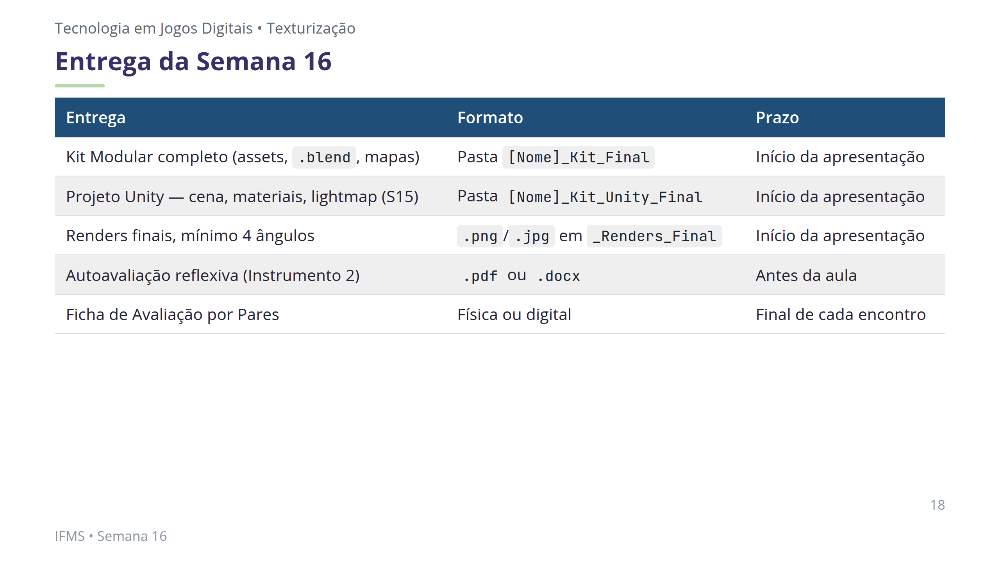 Tecnologia em Jogos Digitais • Texturização
Entrega da Semana 16
Entrega Formato Prazo
Kit Modular completo (assets, .blend, mapas) Pasta [Nome]_Kit_Final Início da apresentação
Projeto Unity — cena, materiais, lightmap (S15) Pasta [Nome]_Kit_Unity_Final Início da apresentação
Renders finais, mínimo 4 ângulos .png/.jpg em _Renders_Final Início da apresentação
Autoavaliação reflexiva (Instrumento 2) .pdf ou .docx Antes da aula
Ficha de Avaliação por Pares Física ou digital Final de cada encontro
18
IFMS • Semana 16